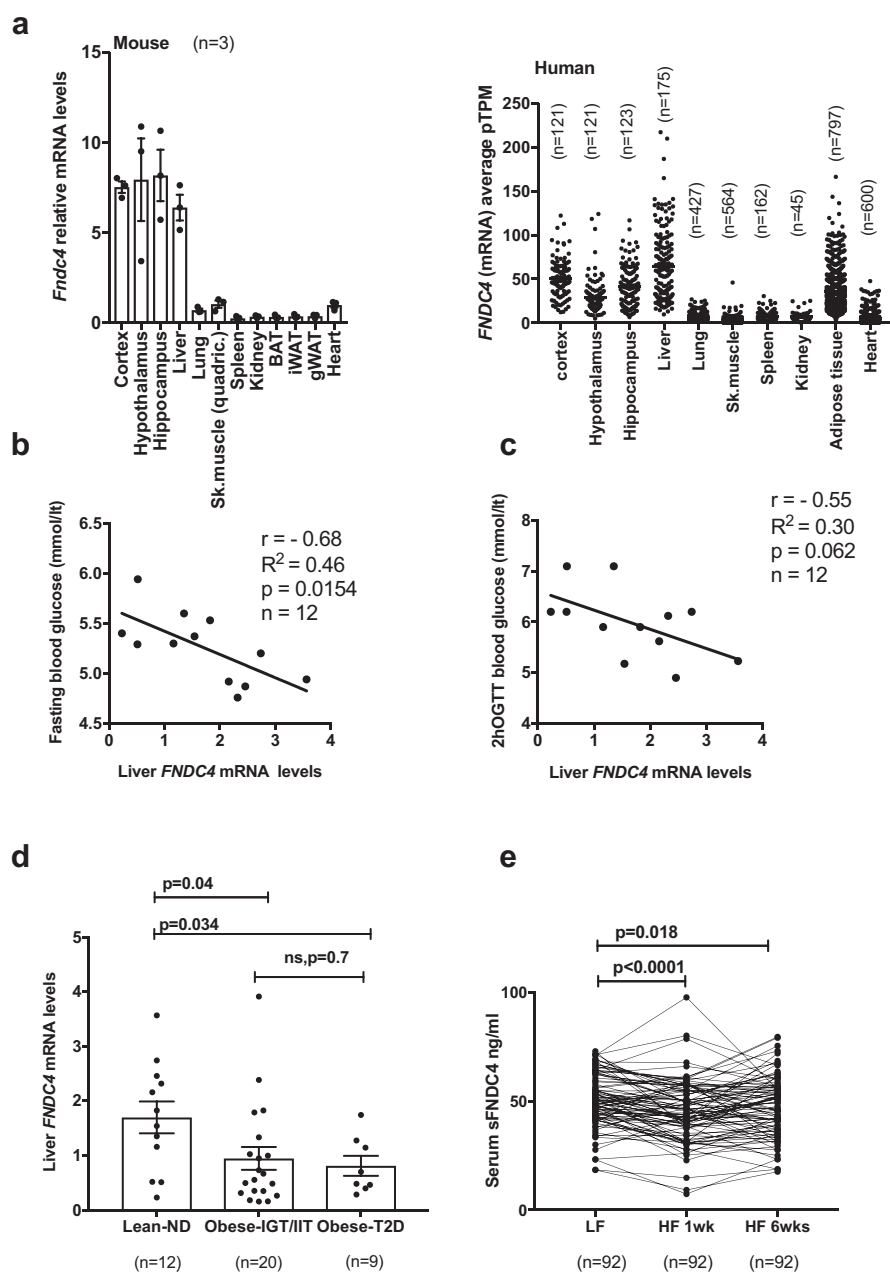 a
Mouse (n=3)
Fndc4 relative mRNA levels
15
10
5
0
Cortex
Hypothalamus
Hippocampus
Liver
Lung
Sk.muscle (quadric.)
Spleen
Kidney
BAT
iWAT
gWAT
Heart
Human
FNDC4 (mRNA) average pTPM
250
200
150
100
50
0
(n=121)
(n=121)
(n=123)
(n=175)
(n=427)
(n=564)
(n=162)
(n=45)
(n=797)
(n=600)
cortex
Hypothalamus
Hippocampus
Liver
Lung
Sk.muscle
Spleen
Kidney
Adipose tissue
Heart
b
Fasting blood glucose (mmol/lt)
6.5
6.0
5.5
5.0
4.5
r = - 0.68
R² = 0.46
p = 0.0154
n = 12
0 1 2 3 4
Liver FNDC4 mRNA levels
c
2hOGTT blood glucose (mmol/lt)
8
7
6
5
4
r = - 0.55
R² = 0.30
p = 0.062
n = 12
0 1 2 3 4
Liver FNDC4 mRNA levels
d
p=0.04
p=0.034
ns,p=0.7
Liver FNDC4 mRNA levels
5
4
3
2
1
0
Lean-ND Obese-IGT/IIT Obese-T2D
(n=12) (n=20) (n=9)
e
p=0.018
p<0.0001
Serum sFNDC4 ng/ml
100
50
0
LF HF 1wk HF 6wks
(n=92) (n=92) (n=92)